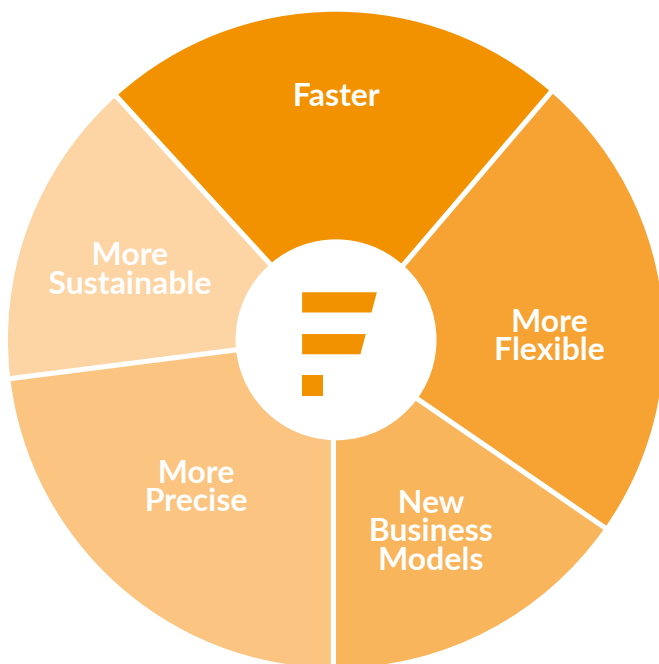 Faster
More
Flexible
New
Business
Models
More
Precise
More
Sustainable